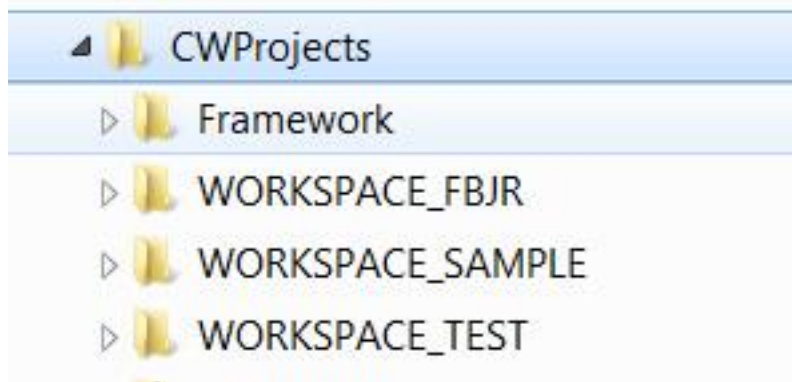 CWProjects
Framework
WORKSPACE_FBJR
WORKSPACE_SAMPLE
WORKSPACE_TEST